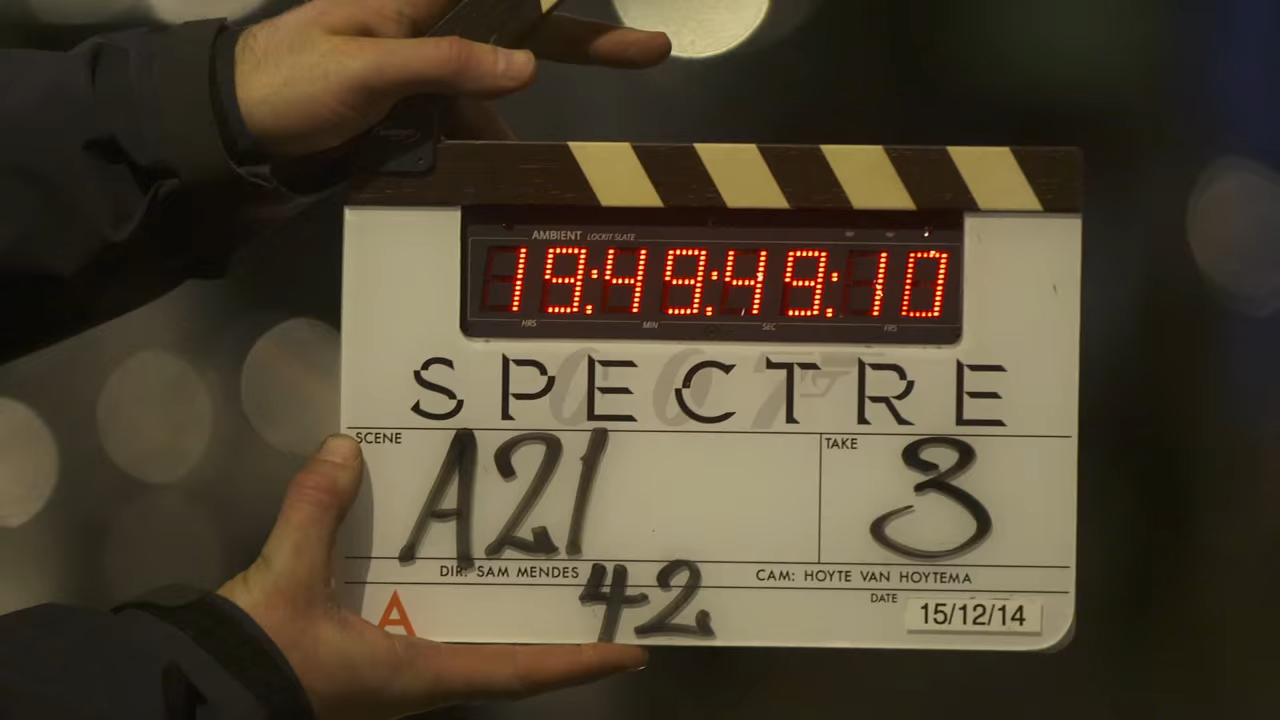 AMBIENT LOCKIT SLATE
19:49:49:10
HRS MIN SEC FRS
SPECTRE
007
SCENE A21 TAKE 3
DIR: SAM MENDES CAM: HOYTE VAN HOYTEMA
A 42 DATE 15/12/14